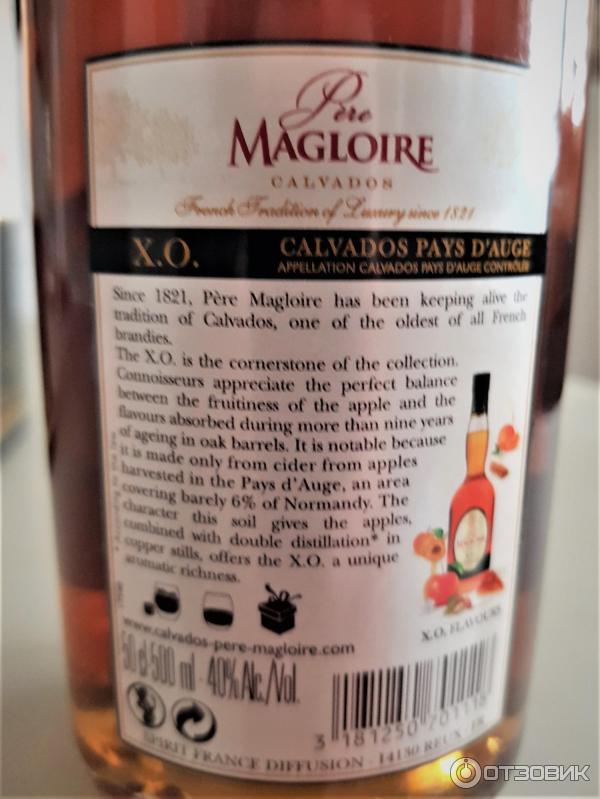 Père
MAGLOIRE
CALVADOS
French Tradition of Luxury since 1821
X.O.
CALVADOS PAYS D'AUGE
APPELLATION CALVADOS PAYS D'AUGE CONTRÔLÉE
Since 1821, Père Magloire has been keeping alive the
tradition of Calvados, one of the oldest of all French
brandies.
The X.O. is the cornerstone of the collection.
Connoisseurs appreciate the perfect balance
between the fruitiness of the apple and the
flavours absorbed during more than nine years
of ageing in oak barrels. It is notable because
it is made only from cider from apples
harvested in the Pays d'Auge, an area
covering barely 6% of Normandy. The
character this soil gives the apples,
combined with double distillation* in
copper stills, offers the X.O. a unique
aromatic richness.
X.O. FLAVOURS
www.calvados-pere-magloire.com
50 cl-500 ml - 40% Alc./Vol.
3 181250 701118
SPIRIT FRANCE DIFFUSION - 14130 REUX - FR
ОТЗОВИК